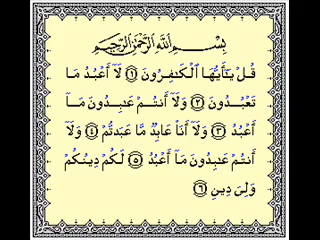 بِسْمِ ٱللَّهِ ٱلرَّحْمَٰنِ ٱلرَّحِيمِ
قُلْ يَٰٓأَيُّهَا ٱلْكَٰفِرُونَ ١ لَآ أَعْبُدُ مَا
تَعْبُدُونَ ٢ وَلَآ أَنتُمْ عَٰبِدُونَ مَآ
أَعْبُدُ ٣ وَلَآ أَنَا۠ عَابِدٌ مَّا عَبَدتُّمْ ٤ وَلَآ
أَنتُمْ عَٰبِدُونَ مَآ أَعْبُدُ ٥ لَكُمْ دِينُكُمْ
وَلِىَ دِينِ ٦